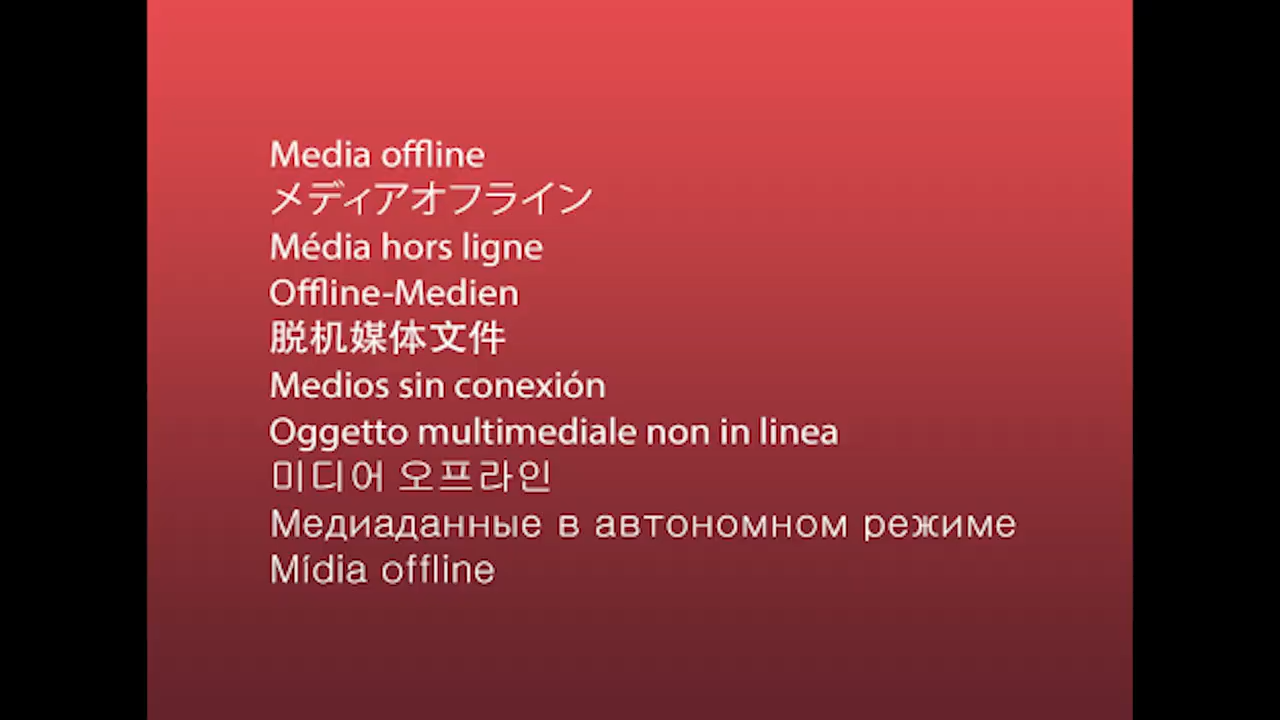 Media offline
メディアオフライン
Média hors ligne
Offline-Medien
脱机媒体文件
Medios sin conexión
Oggetto multimediale non in linea
미디어 오프라인
Медиаданные в автономном режиме
Mídia offline